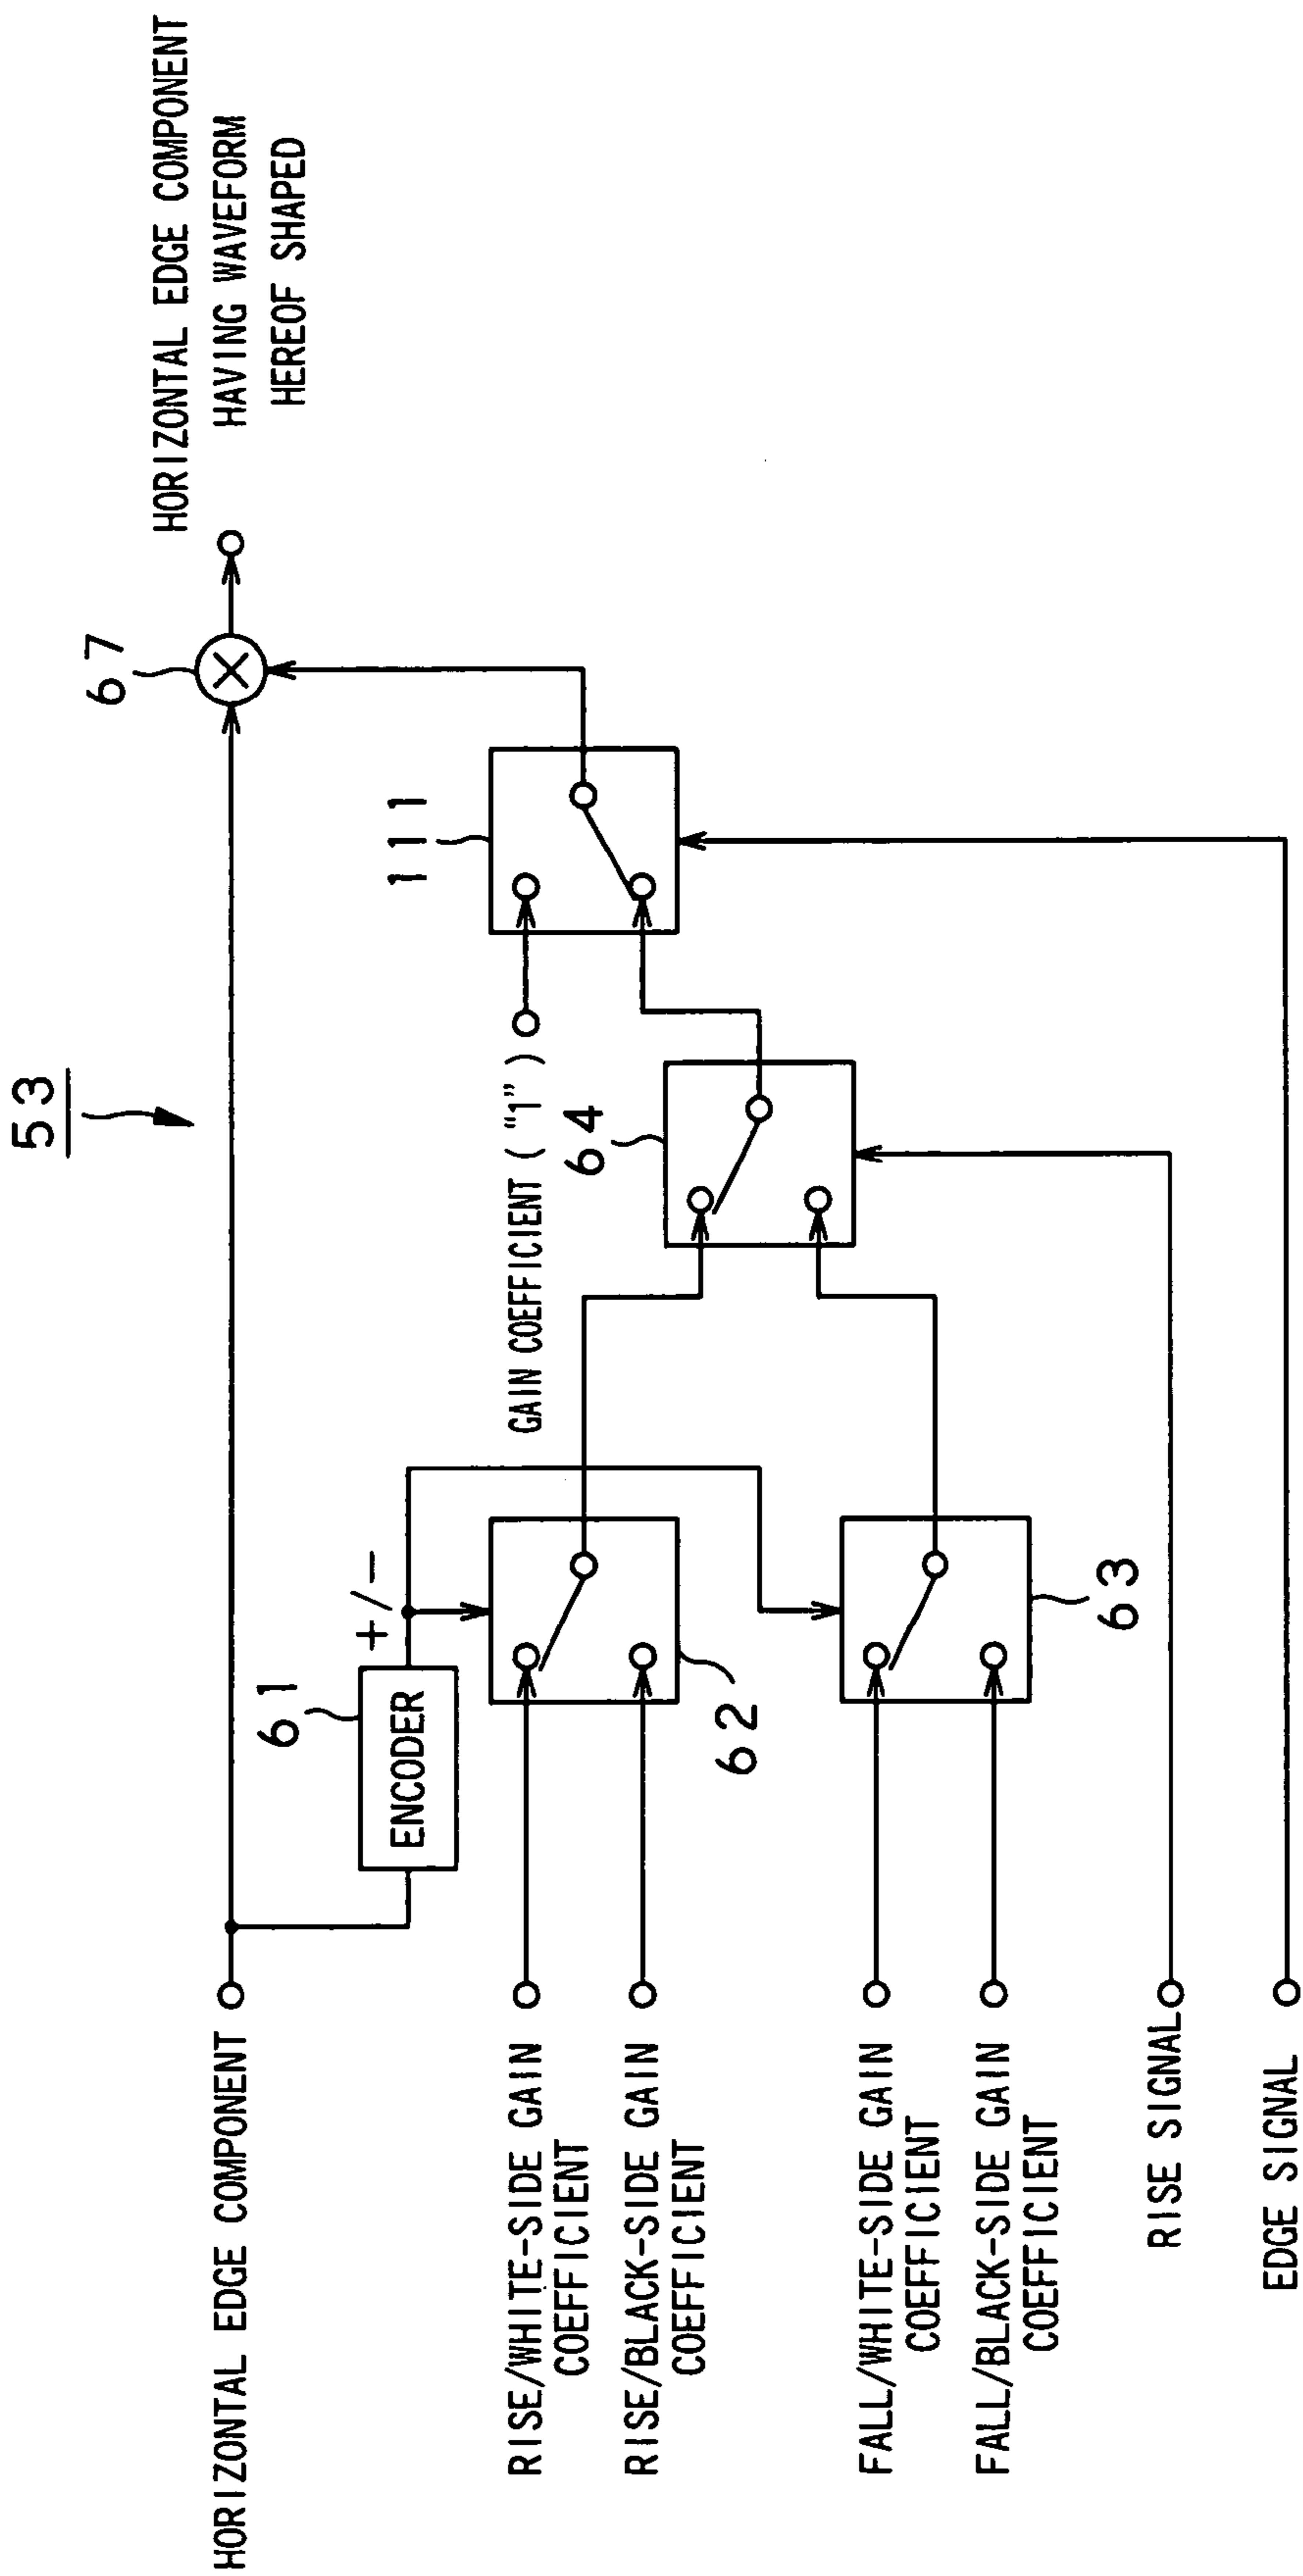 53
HORIZONTAL EDGE COMPONENT
67
HORIZONTAL EDGE COMPONENT
HAVING WAVEFORM
HEREOF SHAPED
61
+/-
ENCODER
111
GAIN COEFFICIENT ( "1" )
64
RISE/WHITE-SIDE GAIN
COEFFICIENT
RISE/BLACK-SIDE GAIN
COEFFICIENT
62
FALL/WHITE-SIDE GAIN
COEFFICIENT
FALL/BLACK-SIDE GAIN
COEFFICIENT
63
RISE SIGNAL
EDGE SIGNAL